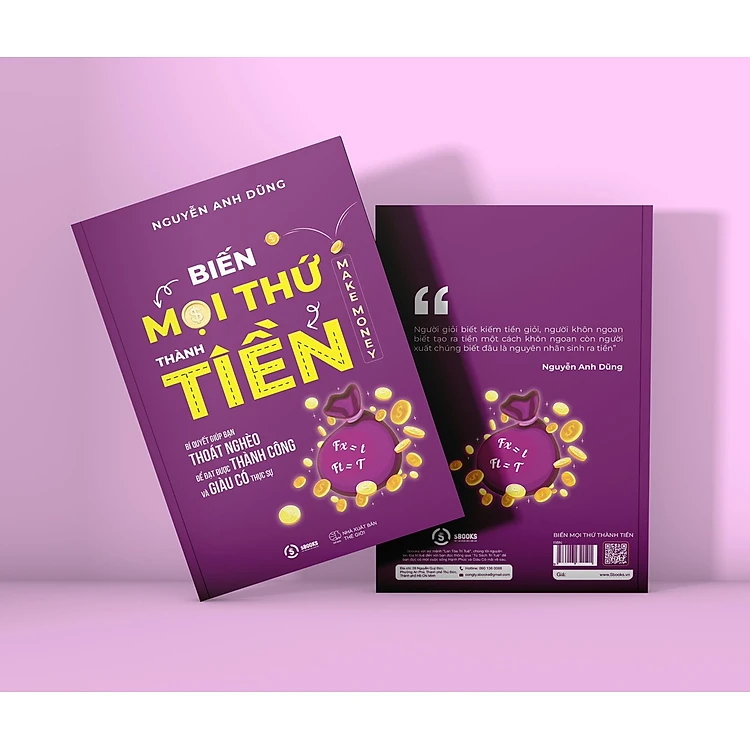 NGUYỄN ANH DŨNG
BIẾN
MỌI THỨ
THÀNH
TIỀN
MAKE MONEY
BÍ QUYẾT GIÚP BẠN
THOÁT NGHÈO
ĐỂ ĐẠT ĐƯỢC THÀNH CÔNG
VÀ GIÀU CÓ THỰC SỰ
Fx = l
Fl = T
S
SBOOKS
NHÀ XUẤT BẢN
THẾ GIỚI
“
Người giỏi biết kiếm tiền giỏi, người khôn ngoan
biết tạo ra tiền một cách khôn ngoan còn người
xuất chúng biết đâu là nguyên nhân sinh ra tiền”
Nguyễn Anh Dũng
Fx = l
Fl = T
S
SBOOKS
BIẾN MỌI THỨ THÀNH TIỀN
ISBN:
Giá:
www.Sbooks.vn